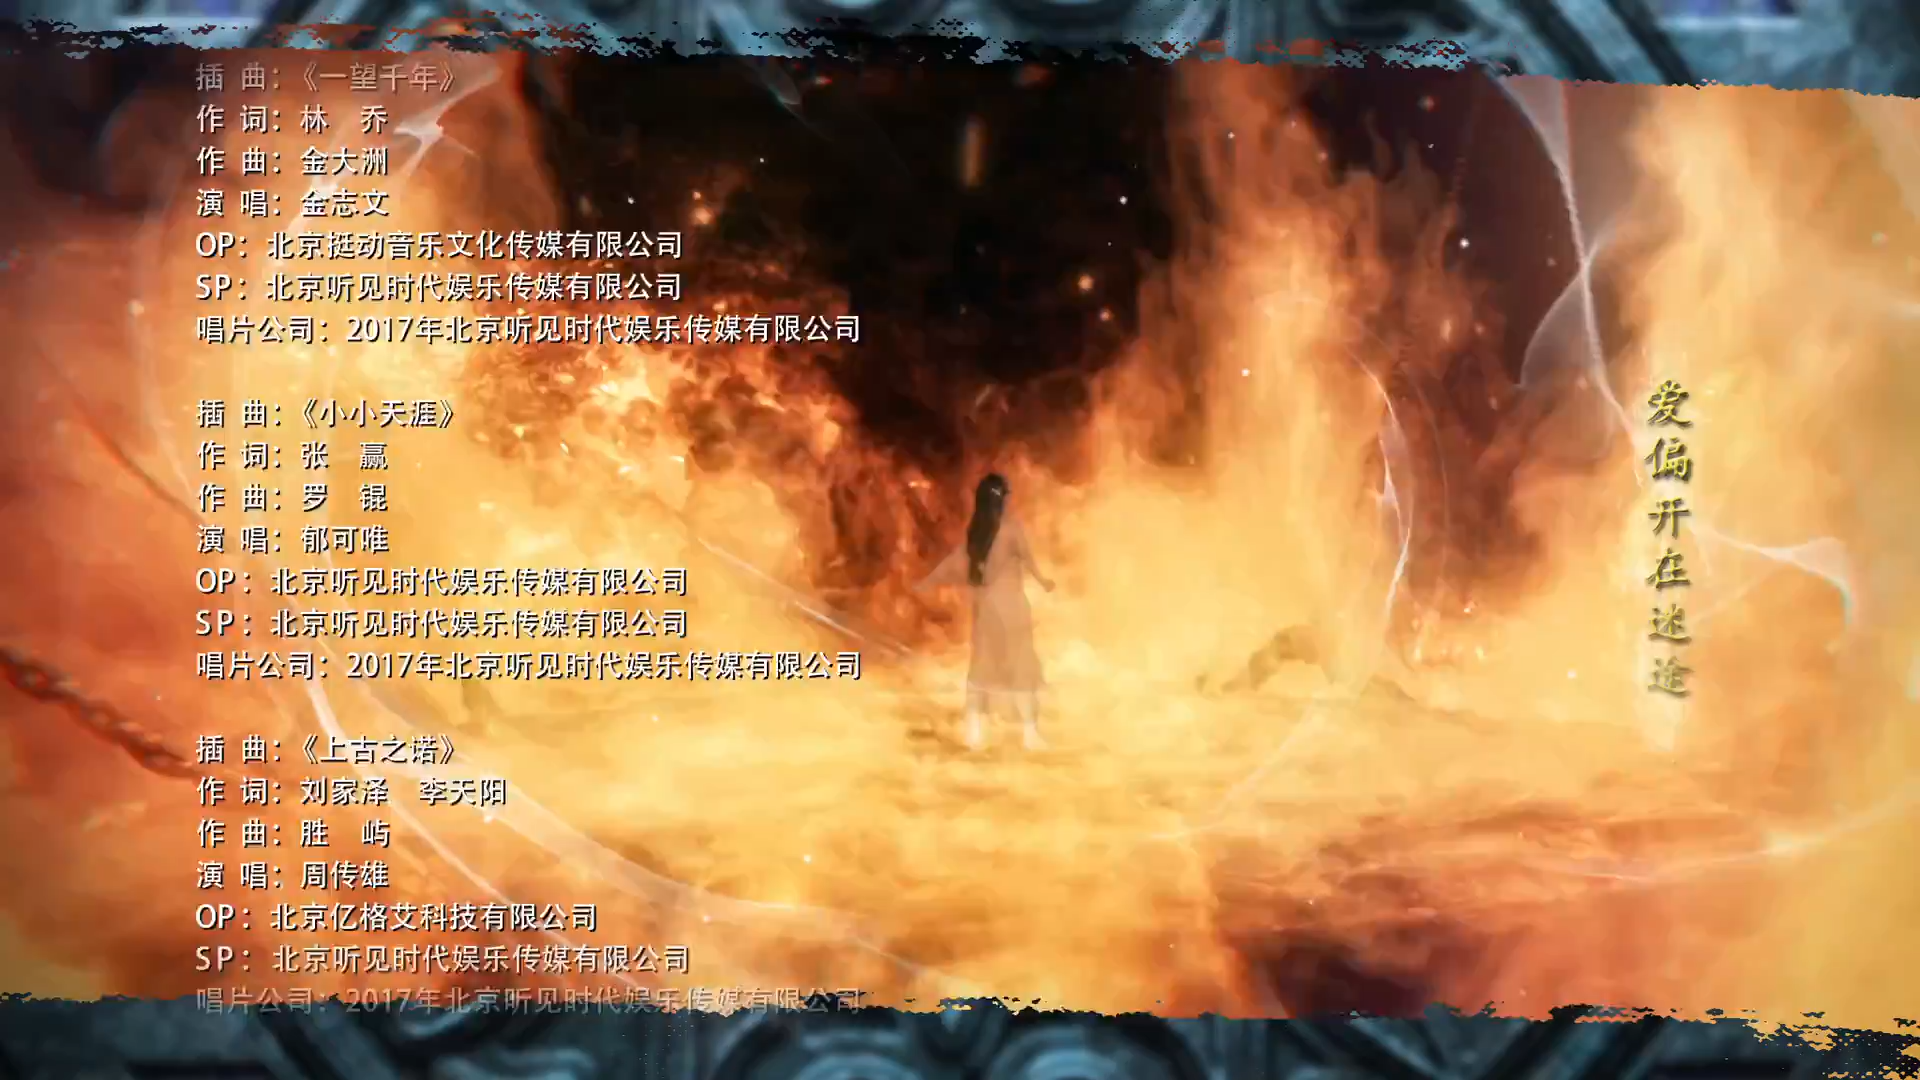 插 曲：《一望千年》
作 词：林 乔
作 曲：金大洲
演 唱：金志文
OP：北京挺动音乐文化传媒有限公司
SP：北京听见时代娱乐传媒有限公司
唱片公司：2017年北京听见时代娱乐传媒有限公司
插 曲：《小小天涯》
作 词：张 赢
作 曲：罗 锟
演 唱：郁可唯
OP：北京听见时代娱乐传媒有限公司
SP：北京听见时代娱乐传媒有限公司
唱片公司：2017年北京听见时代娱乐传媒有限公司
插 曲：《上古之诺》
作 词：刘家泽 李天阳
作 曲：胜 屿
演 唱：周传雄
OP：北京亿格艾科技有限公司
SP：北京听见时代娱乐传媒有限公司
唱片公司：2017年北京听见时代娱乐传媒有限公司
爱偏开在迷途